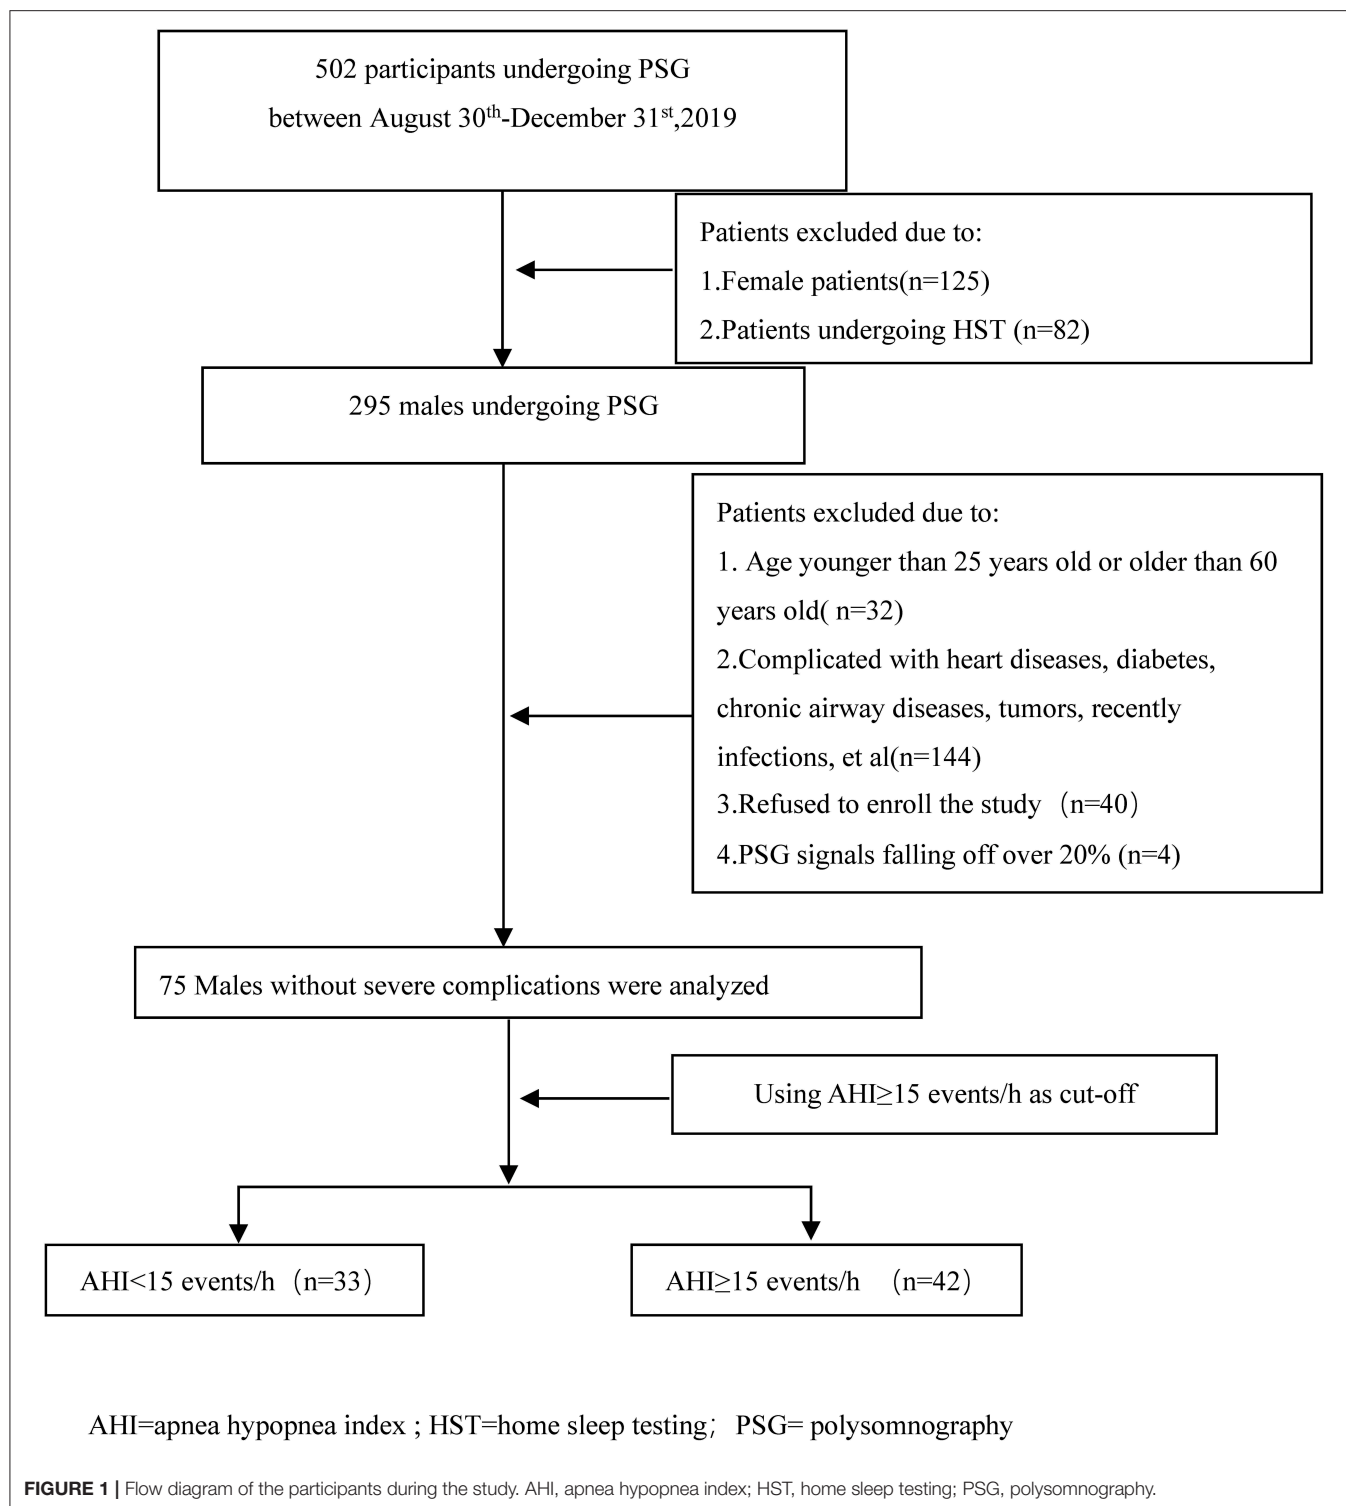 502 participants undergoing PSG
between August 30th-December 31st,2019
Patients excluded due to:
1.Female patients(n=125)
2.Patients undergoing HST (n=82)
295 males undergoing PSG
Patients excluded due to:
1. Age younger than 25 years old or older than 60
years old( n=32)
2.Complicated with heart diseases, diabetes,
chronic airway diseases, tumors, recently
infections, et al(n=144)
3.Refused to enroll the study（n=40）
4.PSG signals falling off over 20% (n=4)
75 Males without severe complications were analyzed
Using AHI≥15 events/h as cut-off
AHI<15 events/h（n=33）
AHI≥15 events/h （n=42）
AHI=apnea hypopnea index ; HST=home sleep testing；PSG= polysomnography
FIGURE 1 | Flow diagram of the participants during the study. AHI, apnea hypopnea index; HST, home sleep testing; PSG, polysomnography.